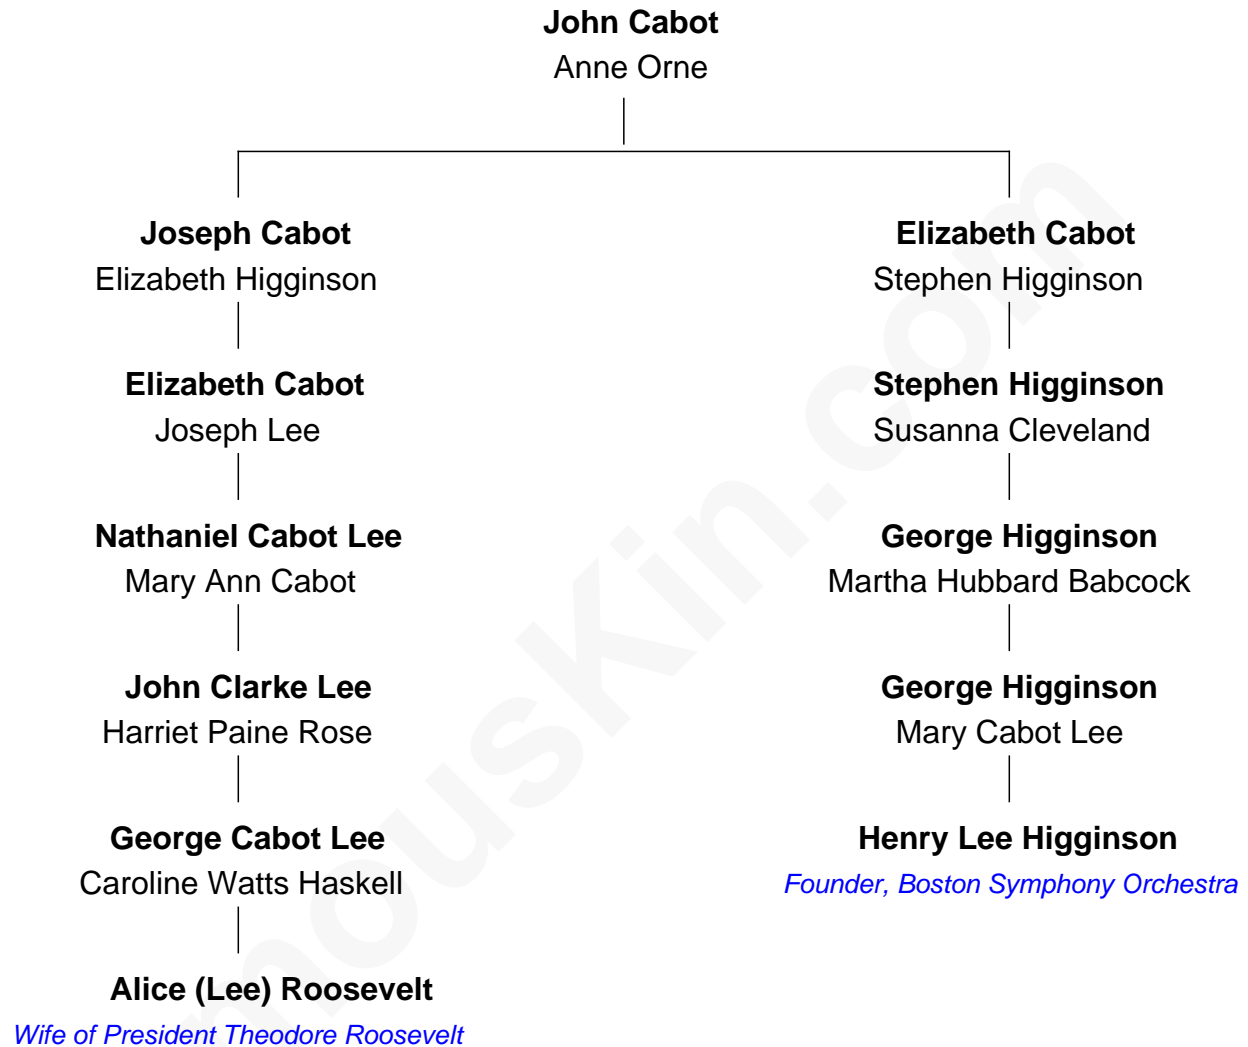 John Cabot
Anne Orne
Joseph Cabot
Elizabeth Higginson
Elizabeth Cabot
Joseph Lee
Nathaniel Cabot Lee
Mary Ann Cabot
John Clarke Lee
Harriet Paine Rose
George Cabot Lee
Caroline Watts Haskell
Alice (Lee) Roosevelt
Wife of President Theodore Roosevelt
Elizabeth Cabot
Stephen Higginson
Stephen Higginson
Susanna Cleveland
George Higginson
Martha Hubbard Babcock
George Higginson
Mary Cabot Lee
Henry Lee Higginson
Founder, Boston Symphony Orchestra
mouskin.com